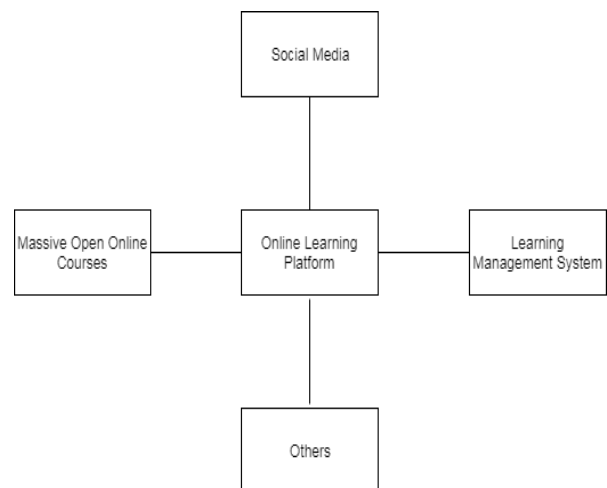 Social Media
Massive Open Online
Courses
Online Learning
Platform
Learning
Management System
Others